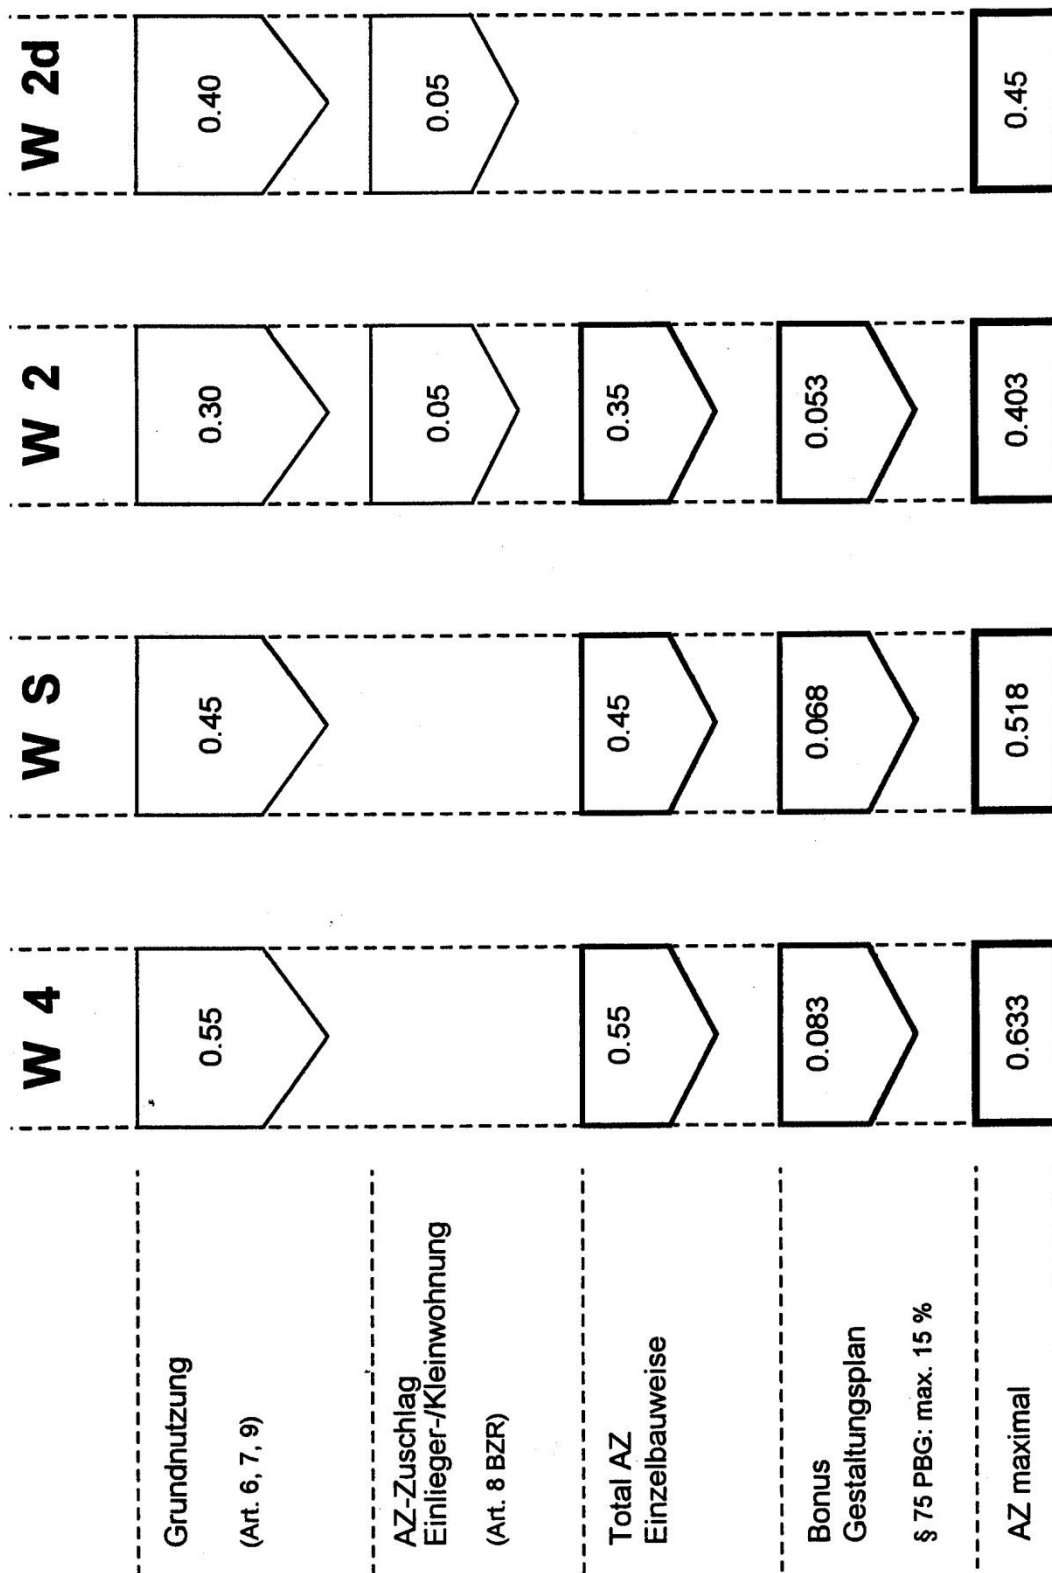 W 4
W S
W 2
W 2d
Grundnutzung
(Art. 6, 7, 9)
0.55
0.45
0.30
0.40
AZ-Zuschlag
Einlieger-/Kleinwohnung
(Art. 8 BZR)
0.05
0.05
Total AZ
Einzelbauweise
0.55
0.45
0.35
Bonus
Gestaltungsplan
§ 75 PBG: max. 15 %
0.083
0.068
0.053
AZ maximal
0.633
0.518
0.403
0.45